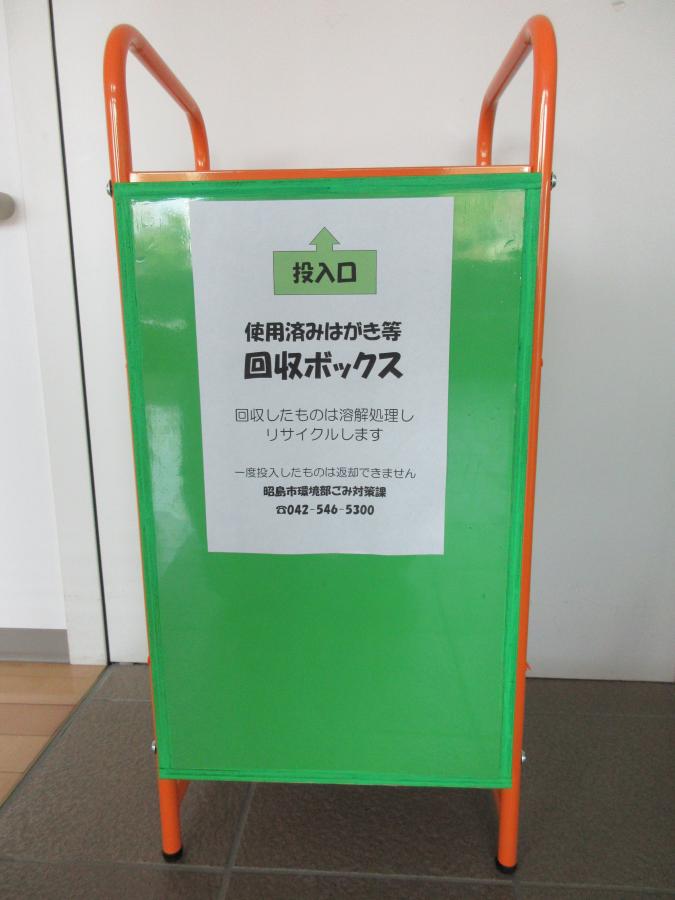 投入口
使用済みはがき等
回収ボックス
回収したものは溶解処理し
リサイクルします
一度投入したものは返却できません
昭島市環境部ごみ対策課
☎042-546-5300